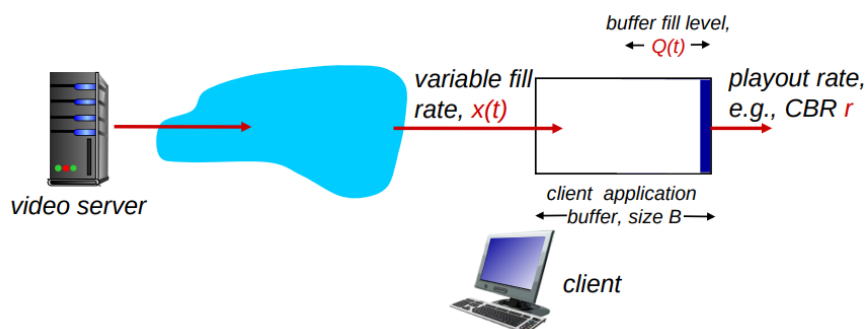 buffer fill level,
Q(t)
variable fill
rate, x(t)
playout rate,
e.g., CBR r
video server
client application
buffer, size B
client